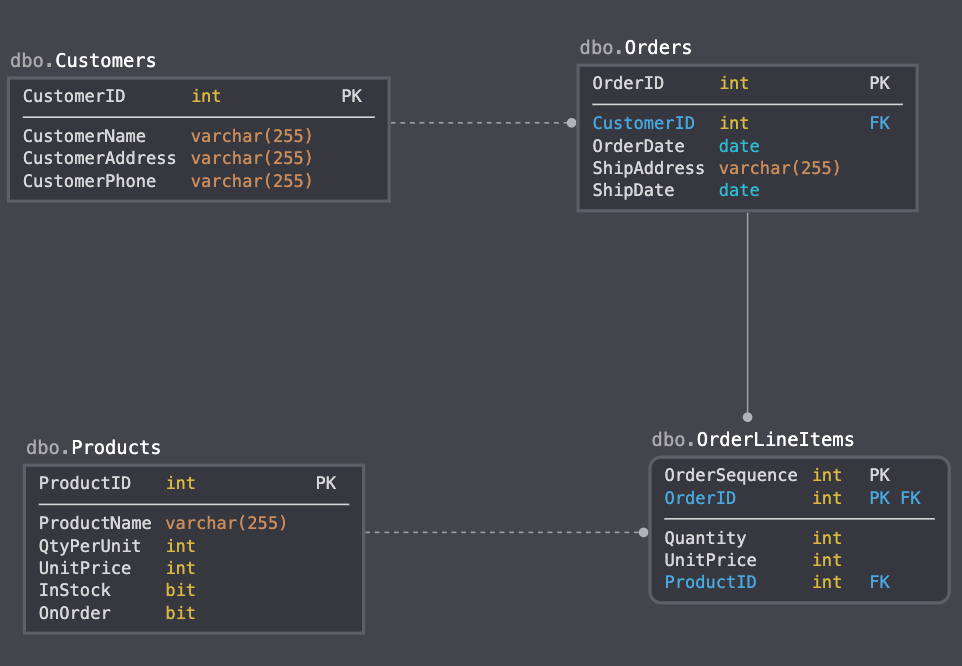 dbo.Customers
CustomerID int PK
CustomerName varchar(255)
CustomerAddress varchar(255)
CustomerPhone varchar(255)
dbo.Orders
OrderID int PK
CustomerID int FK
OrderDate date
ShipAddress varchar(255)
ShipDate date
dbo.Products
ProductID int PK
ProductName varchar(255)
QtyPerUnit int
UnitPrice int
InStock bit
OnOrder bit
dbo.OrderLineItems
OrderSequence int PK
OrderID int PK FK
Quantity int
UnitPrice int
ProductID int FK